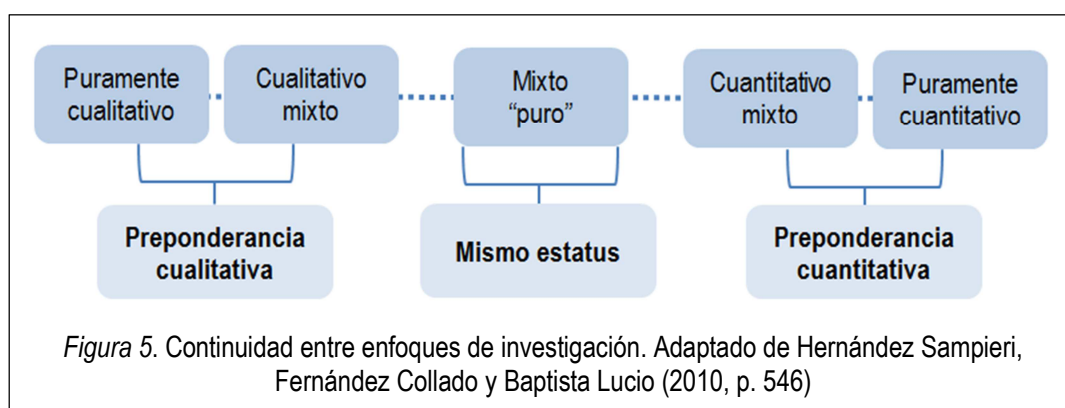 Puramente
cualitativo
Cualitativo
mixto
Mixto
“puro”
Cuantitativo
mixto
Puramente
cuantitativo
Preponderancia
cualitativa
Mismo estatus
Preponderancia
cuantitativa
Figura 5. Continuidad entre enfoques de investigación. Adaptado de Hernández Sampieri,
Fernández Collado y Baptista Lucio (2010, p. 546)